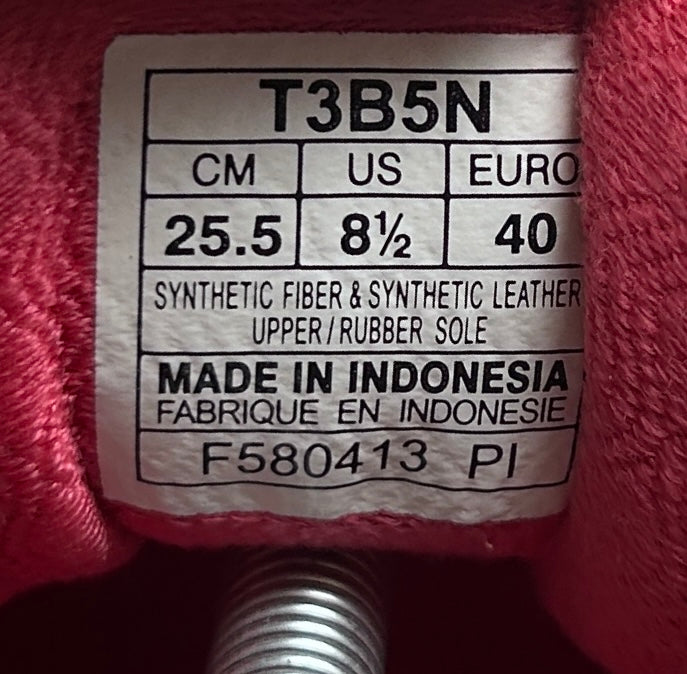 T3B5N
CM US EURO
25.5 8½ 40
SYNTHETIC FIBER & SYNTHETIC LEATHER
UPPER/RUBBER SOLE
MADE IN INDONESIA
FABRIQUE EN INDONESIE
F580413 PI